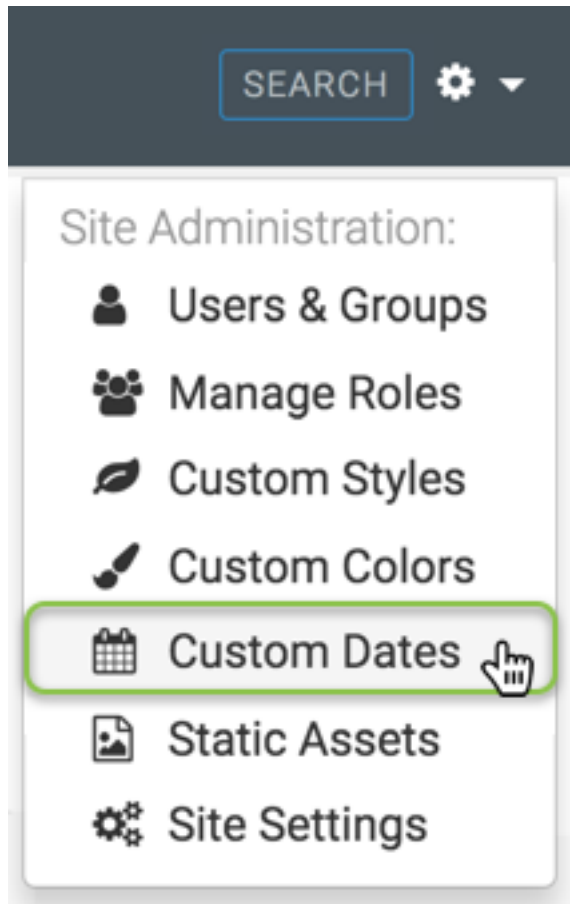 SEARCH
Site Administration:
Users & Groups
Manage Roles
Custom Styles
Custom Colors
Custom Dates
Static Assets
Site Settings